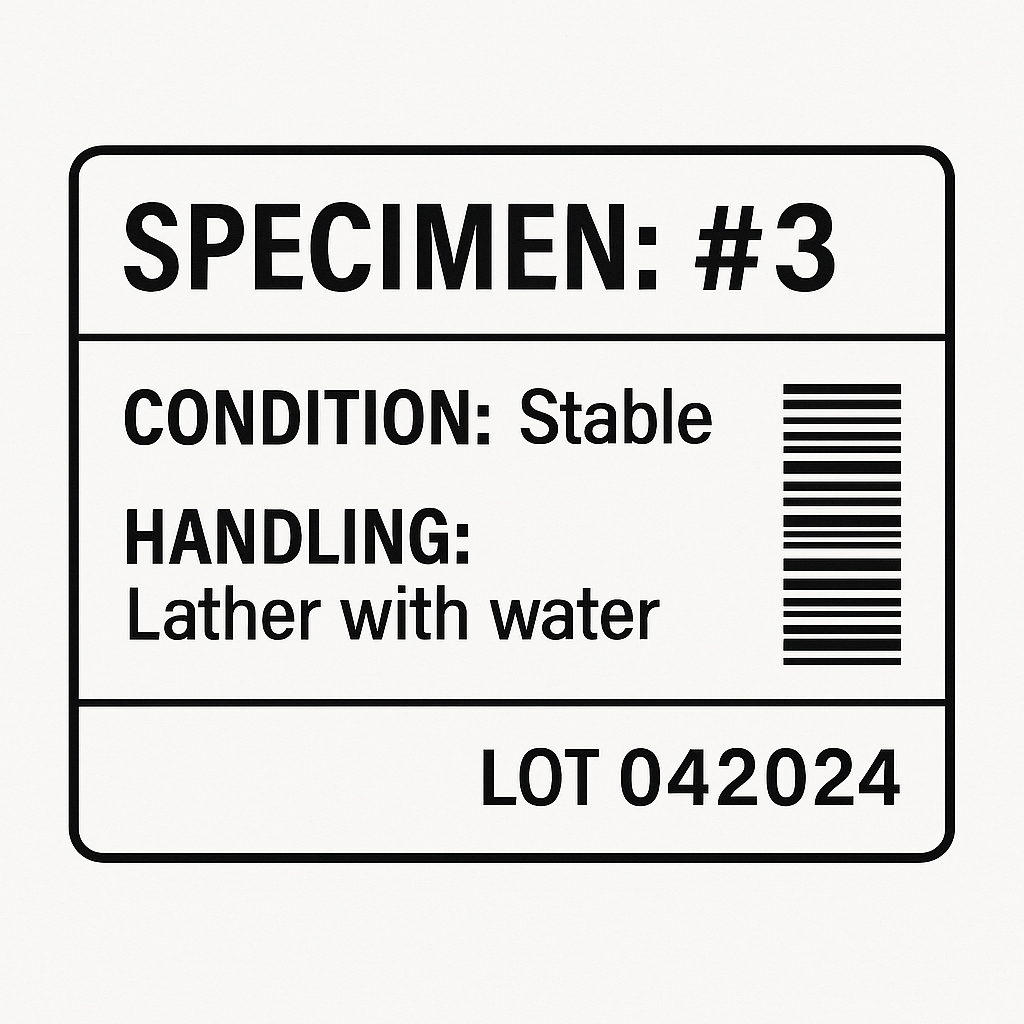 SPECIMEN: #3
CONDITION: Stable
HANDLING:
Lather with water
LOT 042024